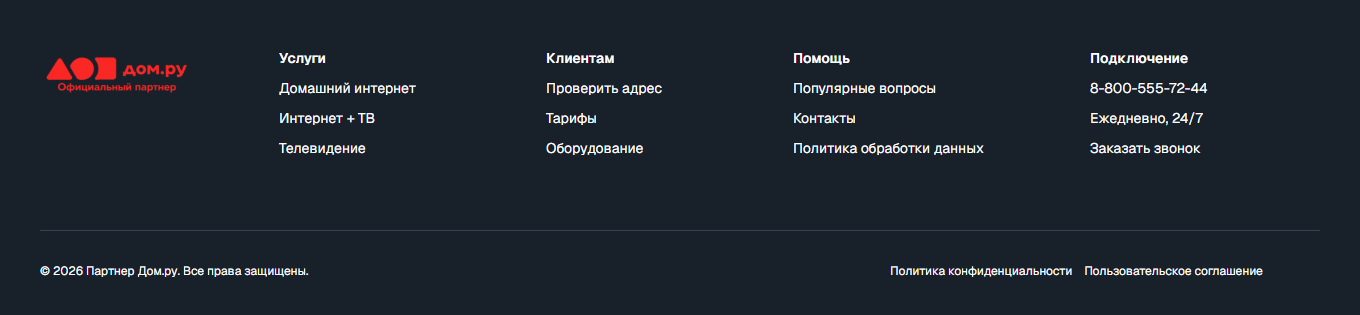 дом.ру
Официальный партнер
Услуги
Домашний интернет
Интернет + ТВ
Телевидение
Клиентам
Проверить адрес
Тарифы
Оборудование
Помощь
Популярные вопросы
Контакты
Политика обработки данных
Подключение
8-800-555-72-44
Ежедневно, 24/7
Заказать звонок
© 2026 Партнер Дом.ру. Все права защищены.
Политика конфиденциальности
Пользовательское соглашение